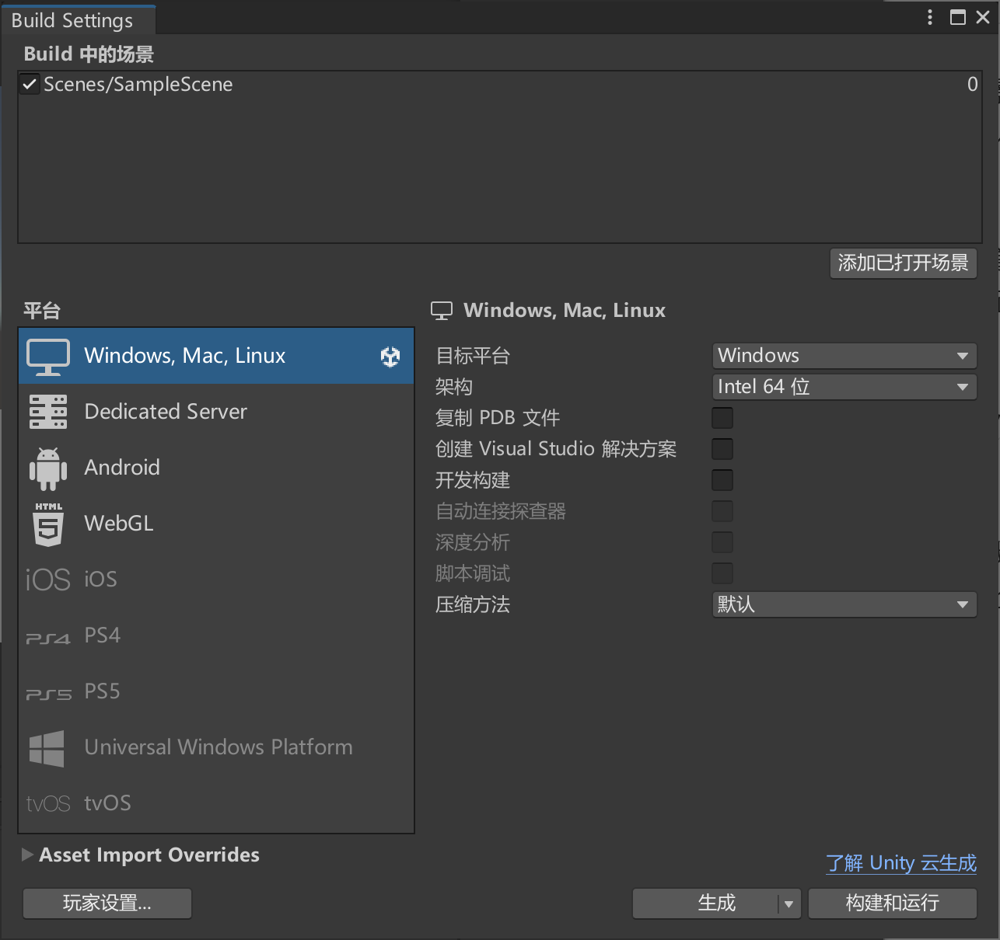 Build Settings
Build 中的场景
Scenes/SampleScene 0
添加已打开场景
平台
Windows, Mac, Linux
Dedicated Server
Android
HTML
5
WebGL
iOS iOS
PS4 PS4
PS5 PS5
Universal Windows Platform
tvOS tvOS
Windows, Mac, Linux
目标平台 Windows
架构 Intel 64 位
复制 PDB 文件
创建 Visual Studio 解决方案
开发构建
自动连接探查器
深度分析
脚本调试
压缩方法 默认
Asset Import Overrides
了解 Unity 云生成
玩家设置...
生成
构建和运行